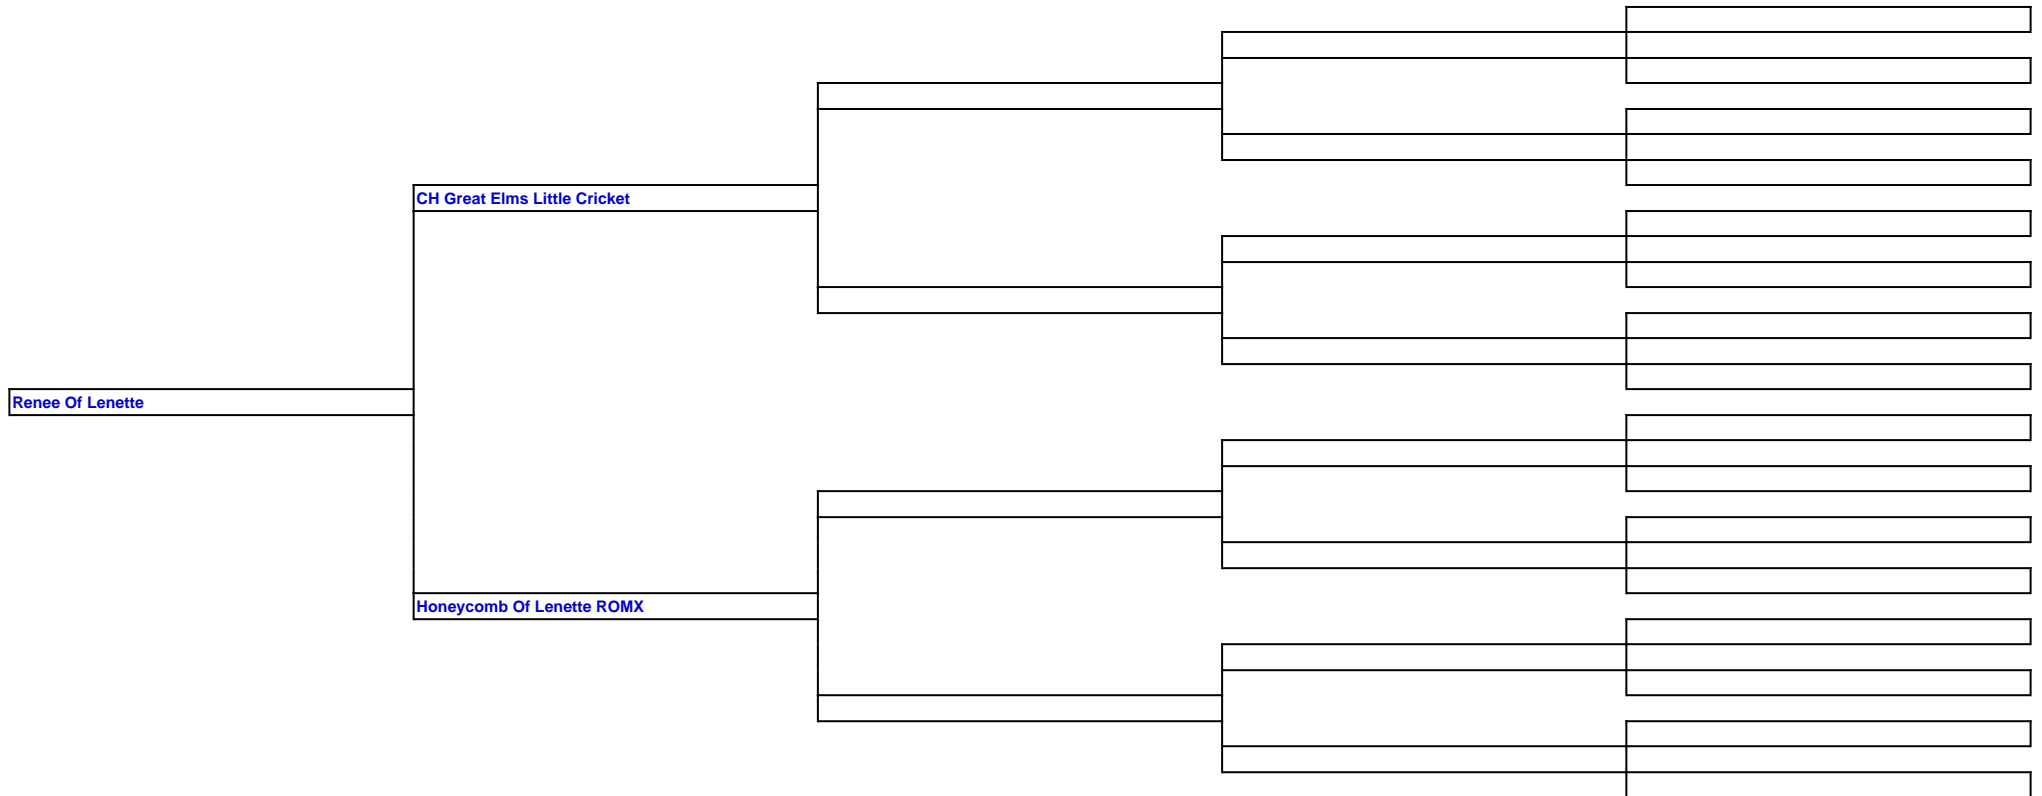 CH Great Elms Little Cricket
Renee Of Lenette
Honeycomb Of Lenette ROMX